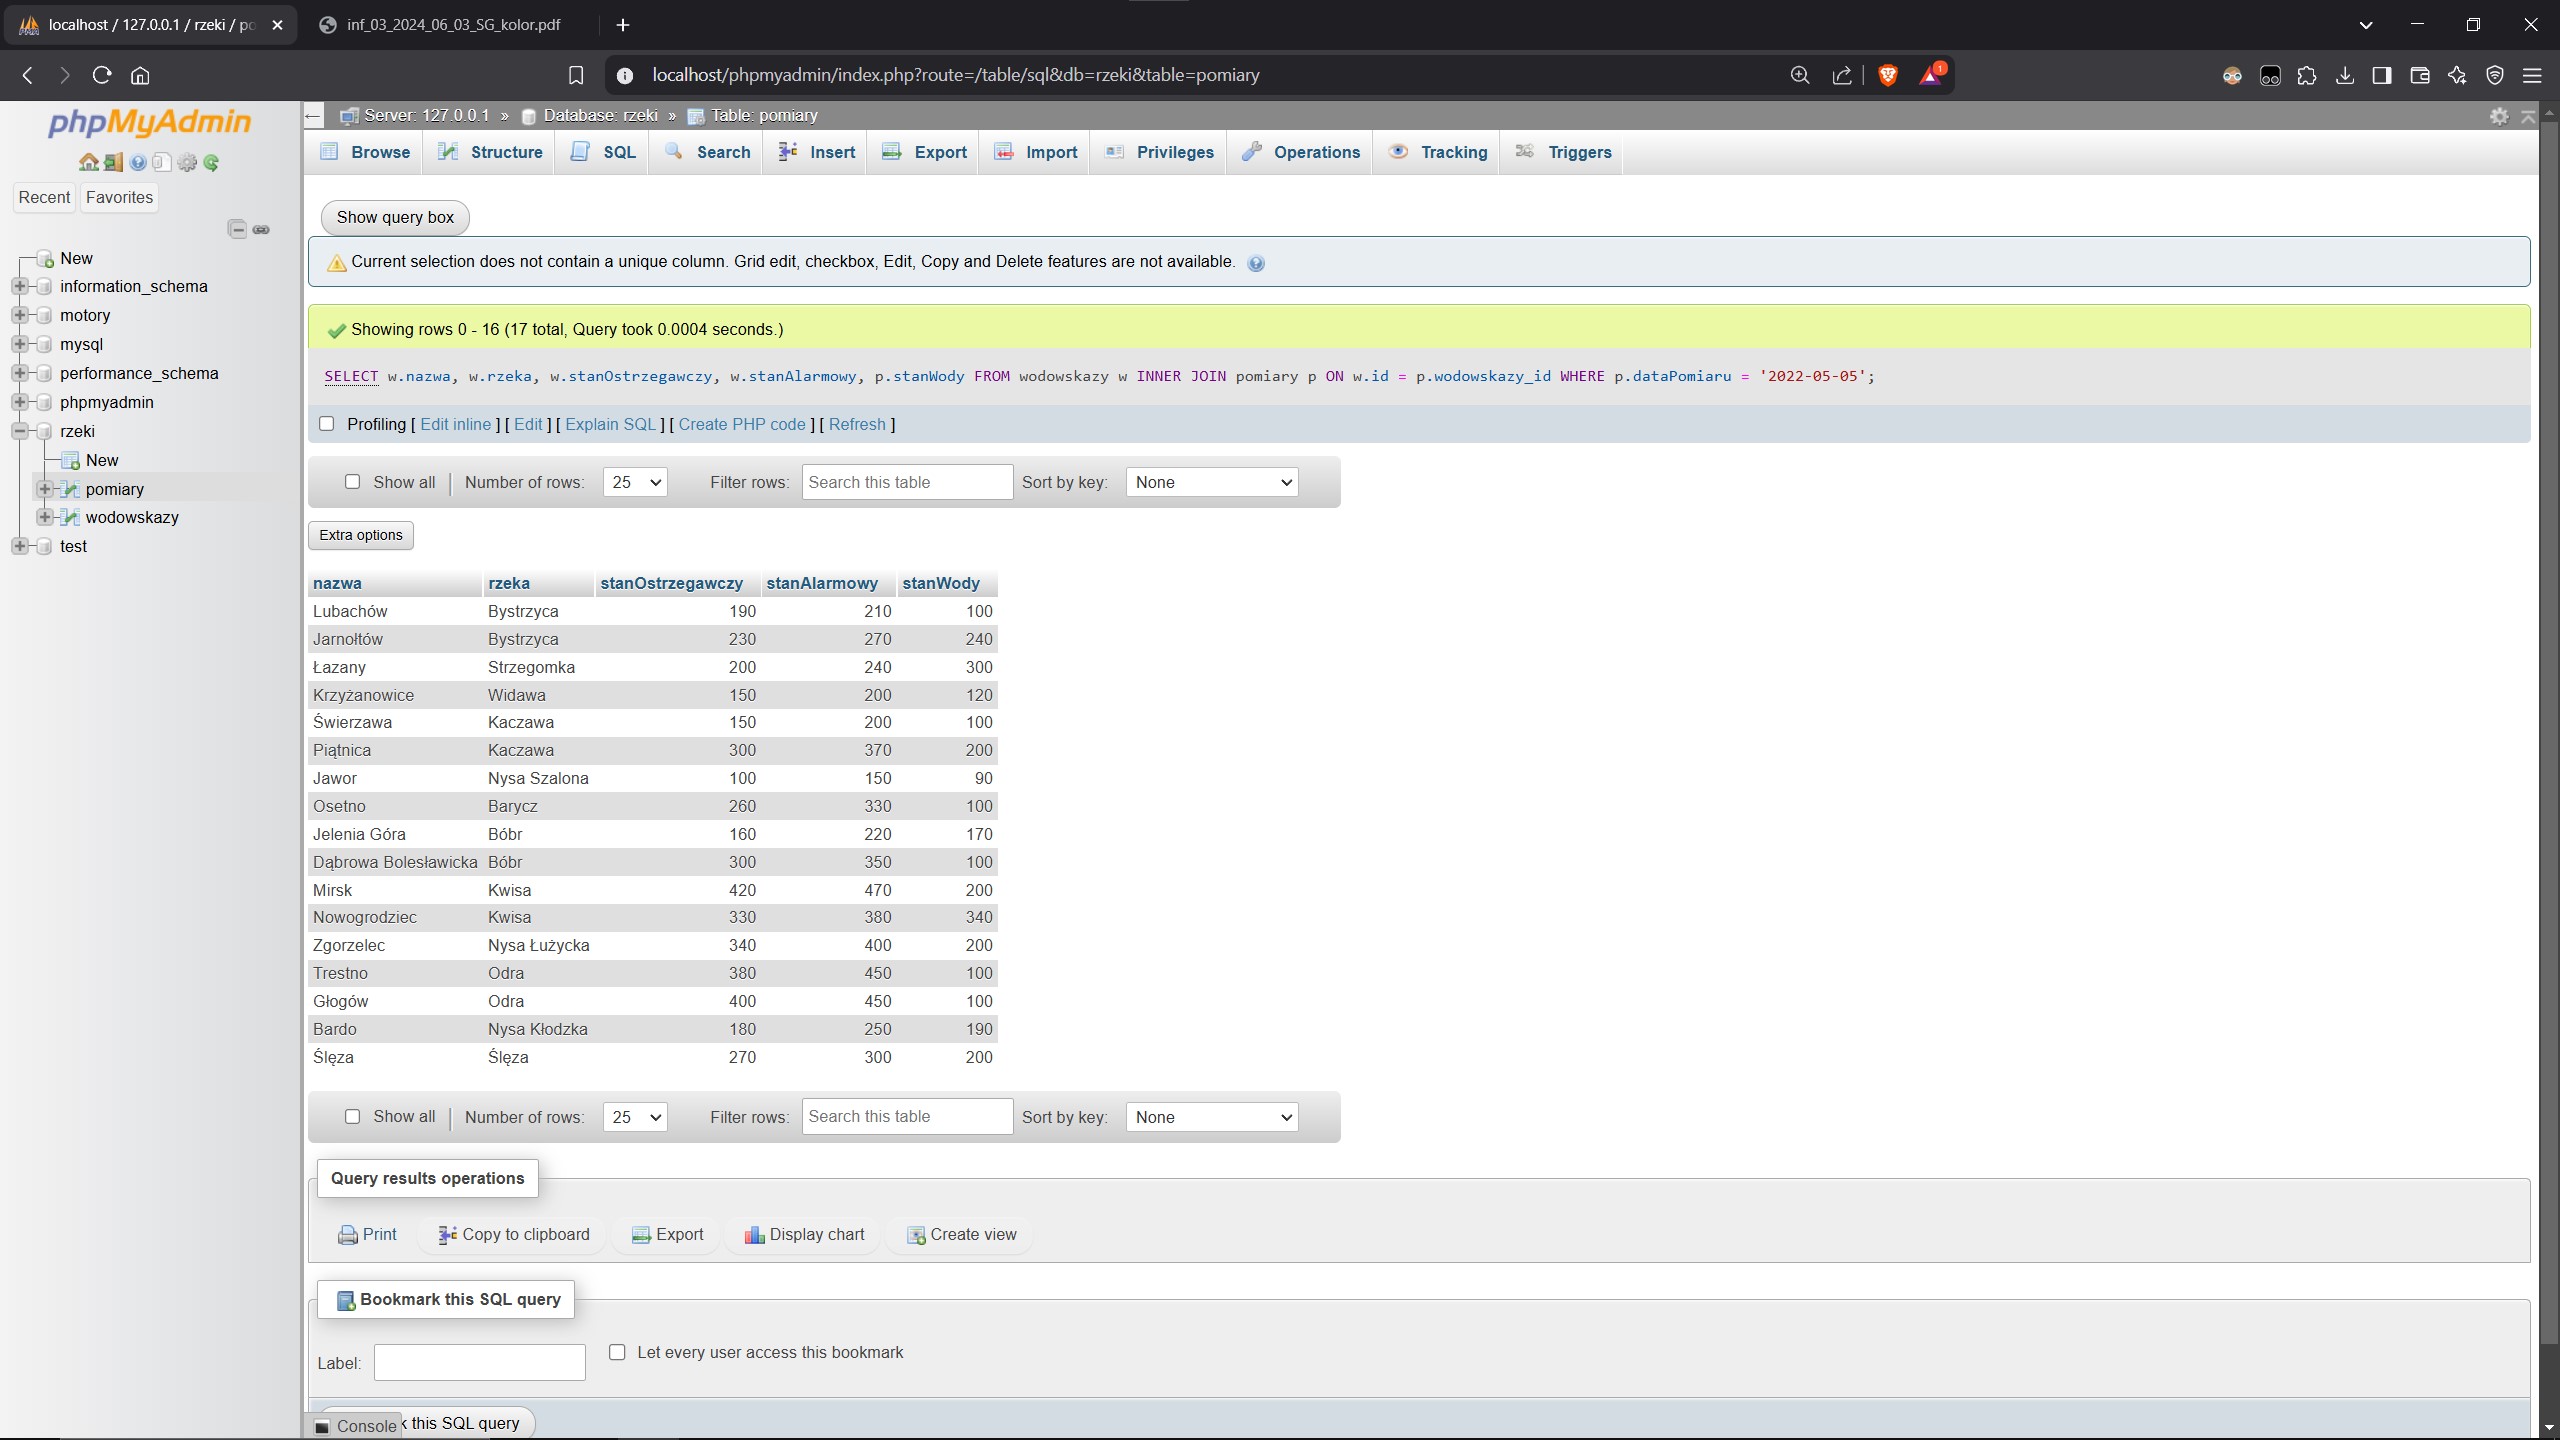 localhost / 127.0.0.1 / rzeki / po
inf_03_2024_06_03_SG_kolor.pdf
localhost/phpmyadmin/index.php?route=/table/sql&db=rzeki&table=pomiary
1
phpMyAdmin
Recent Favorites
New
information_schema
motory
mysql
performance_schema
phpmyadmin
rzeki
New
pomiary
wodowskazy
test
Server: 127.0.0.1 » Database: rzeki » Table: pomiary
Browse Structure SQL Search Insert Export Import Privileges Operations Tracking Triggers
Show query box
Current selection does not contain a unique column. Grid edit, checkbox, Edit, Copy and Delete features are not available.
Showing rows 0 - 16 (17 total, Query took 0.0004 seconds.)
SELECT w.nazwa, w.rzeka, w.stanOstrzegawczy, w.stanAlarmowy, p.stanWody FROM wodowskazy w INNER JOIN pomiary p ON w.id = p.wodowskazy_id WHERE p.dataPomiaru = '2022-05-05';
Profiling [ Edit inline ] [ Edit ] [ Explain SQL ] [ Create PHP code ] [ Refresh ]
Show all | Number of rows: 25 Filter rows: Search this table Sort by key: None
Extra options
nazwa rzeka stanOstrzegawczy stanAlarmowy stanWody
Lubachów Bystrzyca 190 210 100
Jarnołtów Bystrzyca 230 270 240
Łazany Strzegomka 200 240 300
Krzyżanowice Widawa 150 200 120
Świerzawa Kaczawa 150 200 100
Piątnica Kaczawa 300 370 200
Jawor Nysa Szalona 100 150 90
Osetno Barycz 260 330 100
Jelenia Góra Bóbr 160 220 170
Dąbrowa Bolesławicka Bóbr 300 350 100
Mirsk Kwisa 420 470 200
Nowogrodziec Kwisa 330 380 340
Zgorzelec Nysa Łużycka 340 400 200
Trestno Odra 380 450 100
Głogów Odra 400 450 100
Bardo Nysa Kłodzka 180 250 190
Ślęza Ślęza 270 300 200
Show all | Number of rows: 25 Filter rows: Search this table Sort by key: None
Query results operations
Print Copy to clipboard Export Display chart Create view
Bookmark this SQL query
Label: Let every user access this bookmark
Console k this SQL query